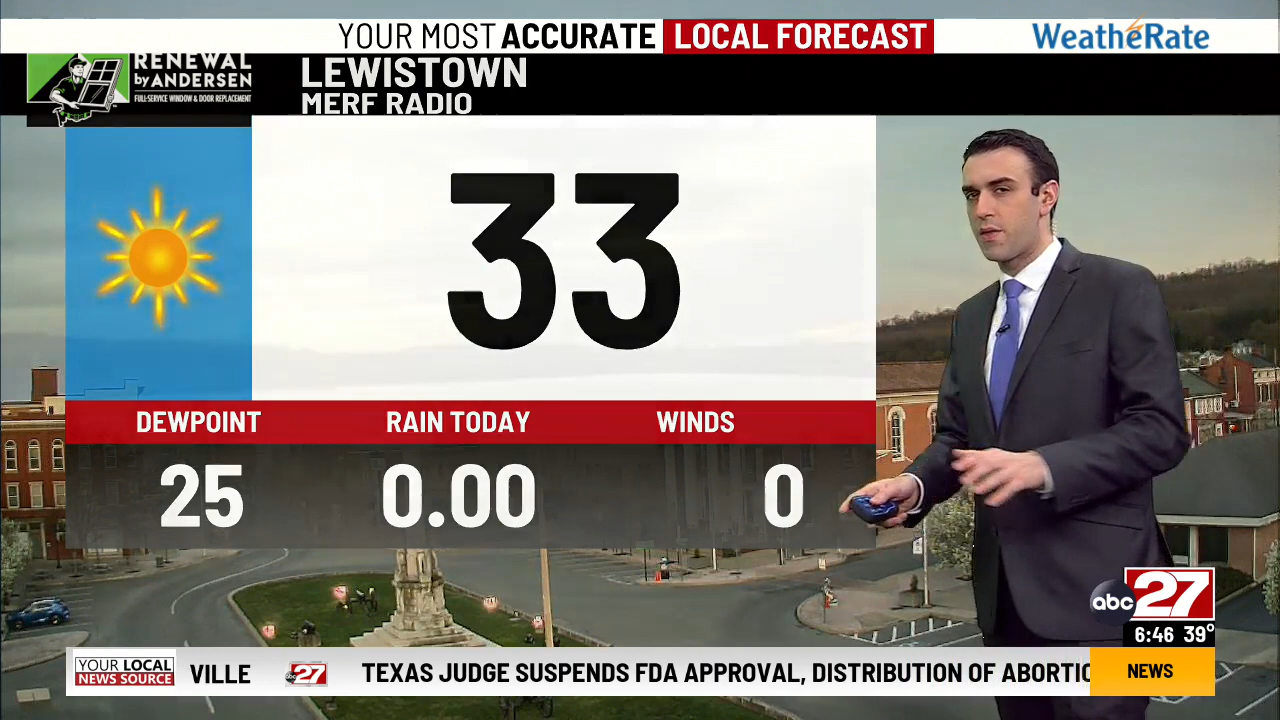 YOUR MOST ACCURATE LOCAL FORECAST
WeatheRate
RENEWAL
by ANDERSEN
FULL-SERVICE WINDOW & DOOR REPLACEMENT
LEWISTOWN
MERF RADIO
33
DEWPOINT RAIN TODAY WINDS
25 0.00 0
abc 27
6:46 39°
YOUR LOCAL
NEWS SOURCE
VILLE abc 27 TEXAS JUDGE SUSPENDS FDA APPROVAL, DISTRIBUTION OF ABORTIC
NEWS